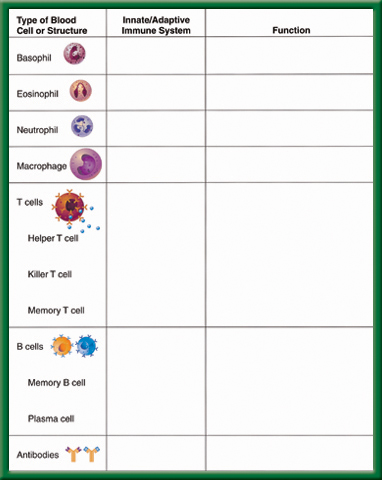 Type of Blood
Cell or Structure
Innate/Adaptive
Immune System
Function
Basophil
Eosinophil
Neutrophil
Macrophage
T cells
Helper T cell
Killer T cell
Memory T cell
B cells
Memory B cell
Plasma cell
Antibodies